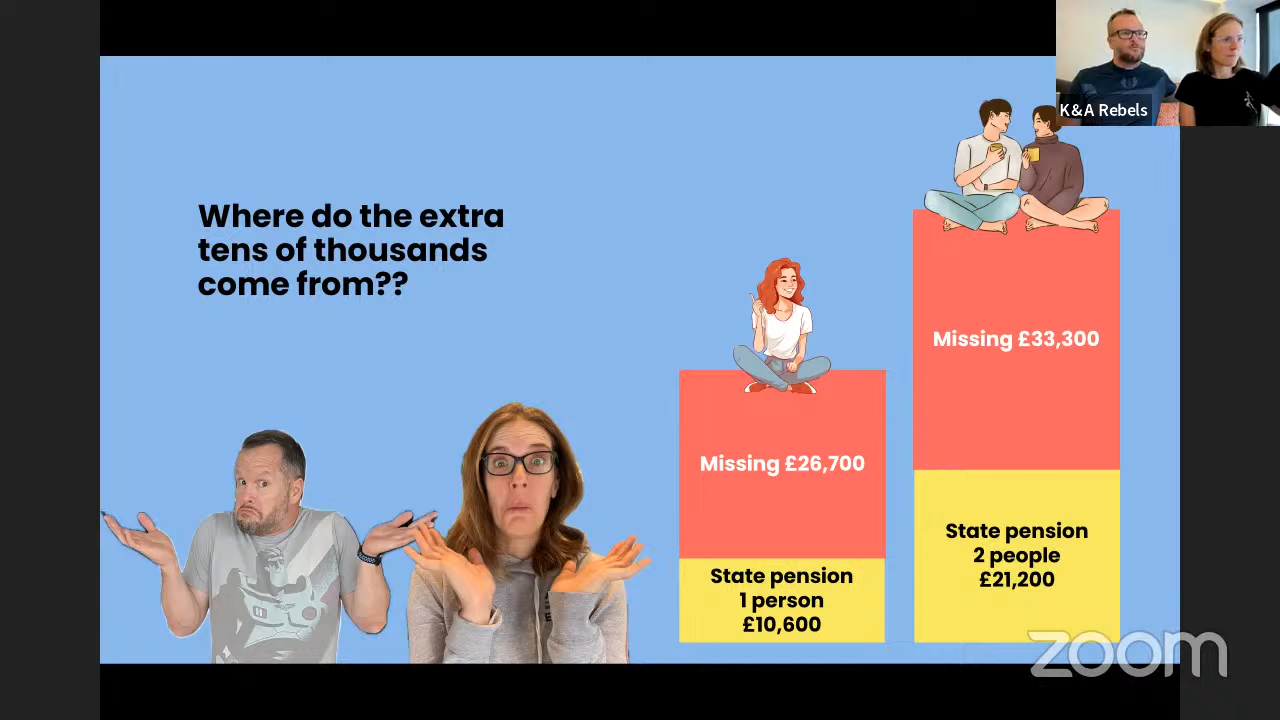 K&A Rebels
Where do the extra
tens of thousands
come from??
Missing £33,300
Missing £26,700
State pension
2 people
£21,200
State pension
1 person
£10,600
zoom